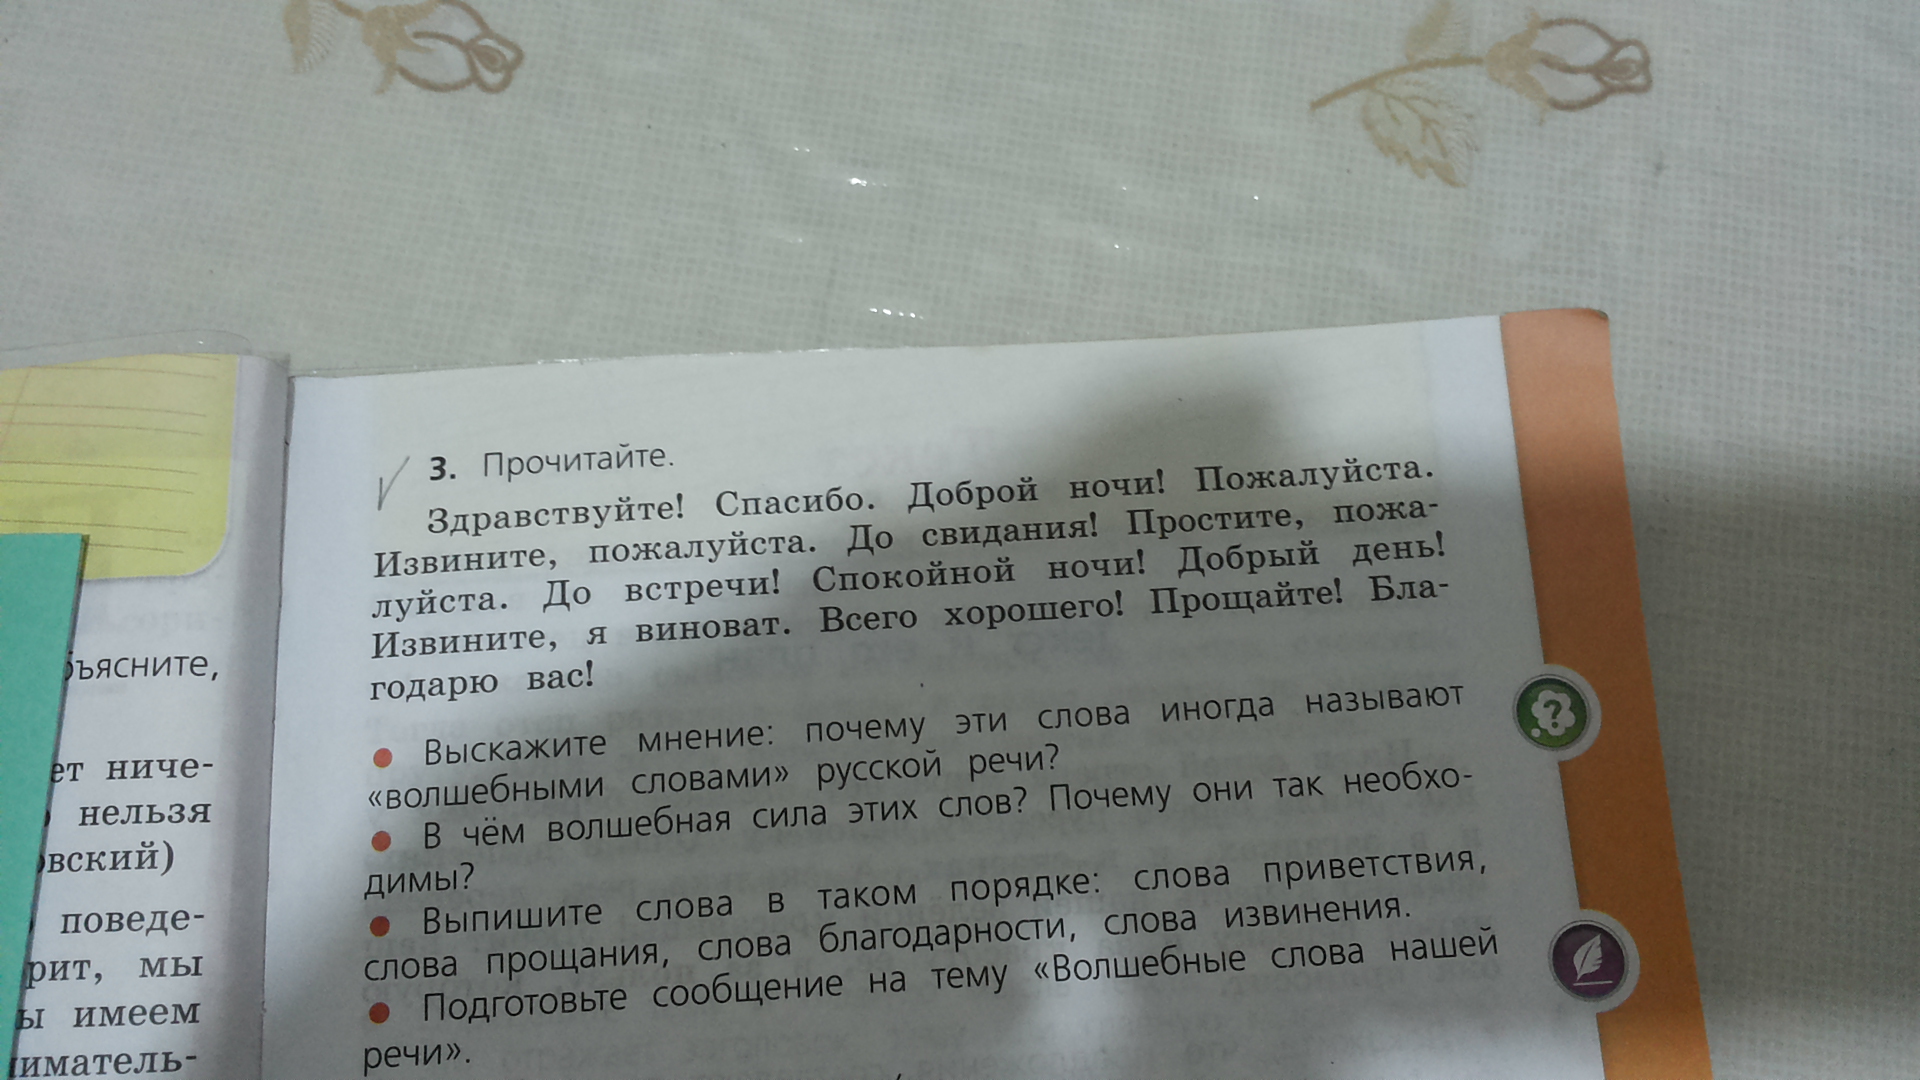 ъясните,
ет ниче-
нельзя
вский)
поведе-
рит, мы
ы имеем
иматель-
3. Прочитайте.
Здравствуйте! Спасибо. Доброй ночи! Пожалуйста.
Извините, пожалуйста. До свидания! Простите, пожа-
луйста. До встречи! Спокойной ночи! Добрый день!
Извините, я виноват. Всего хорошего! Прощайте! Бла-
годарю вас!
• Выскажите мнение: почему эти слова иногда называют
«волшебными словами» русской речи?
• В чём волшебная сила этих слов? Почему они так необхо-
димы?
• Выпишите слова в таком порядке: слова приветствия,
слова прощания, слова благодарности, слова извинения.
• Подготовьте сообщение на тему «Волшебные слова нашей
речи».
?